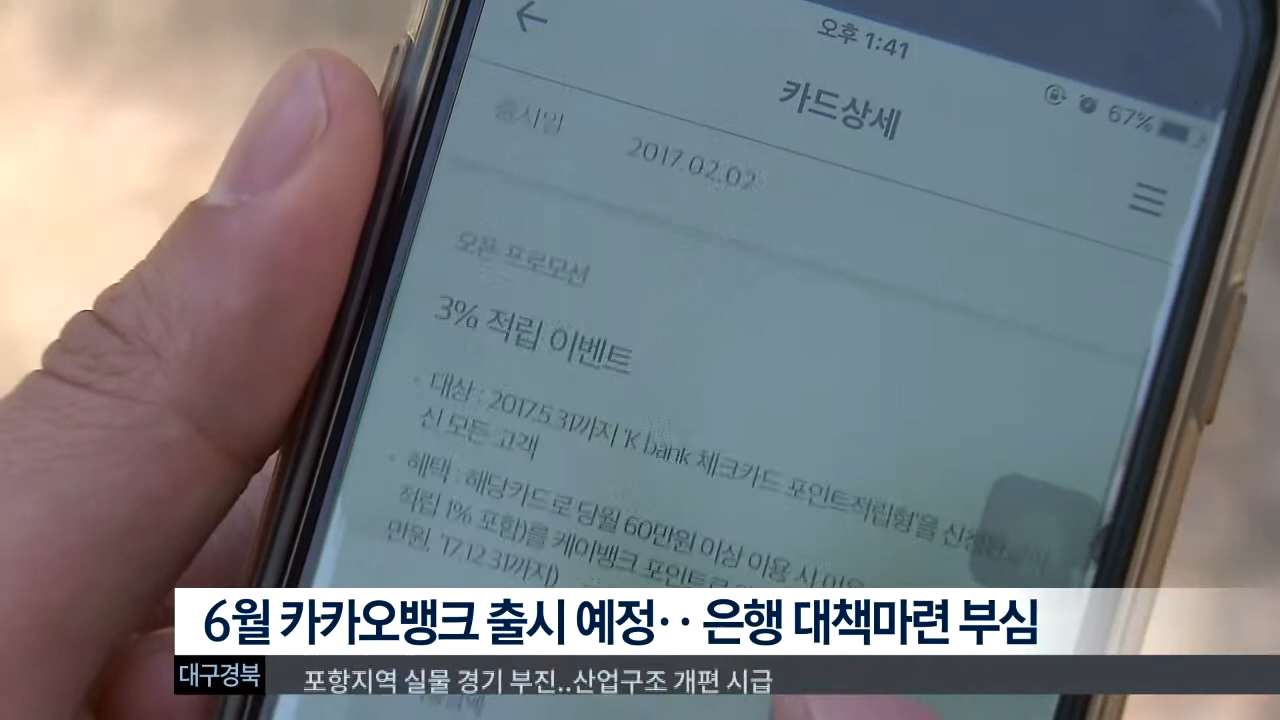 오후 1:41
67%
카드상세
출시일 2017.02.02
오픈 프로모션
3% 적립 이벤트
· 대상 : 2017.5.31까지 'K bank 체크카드 포인트적립형'을
신 모든 고객
· 혜택 : 해당카드로 당월 60만원 이상 이용 시
적립 1% 포함)를 케이뱅크 포인트로
만원, '17.12.31까지)
6월 카카오뱅크 출시 예정‥ 은행 대책마련 부심
대구경북 포항지역 실물 경기 부진..산업구조 개편 시급